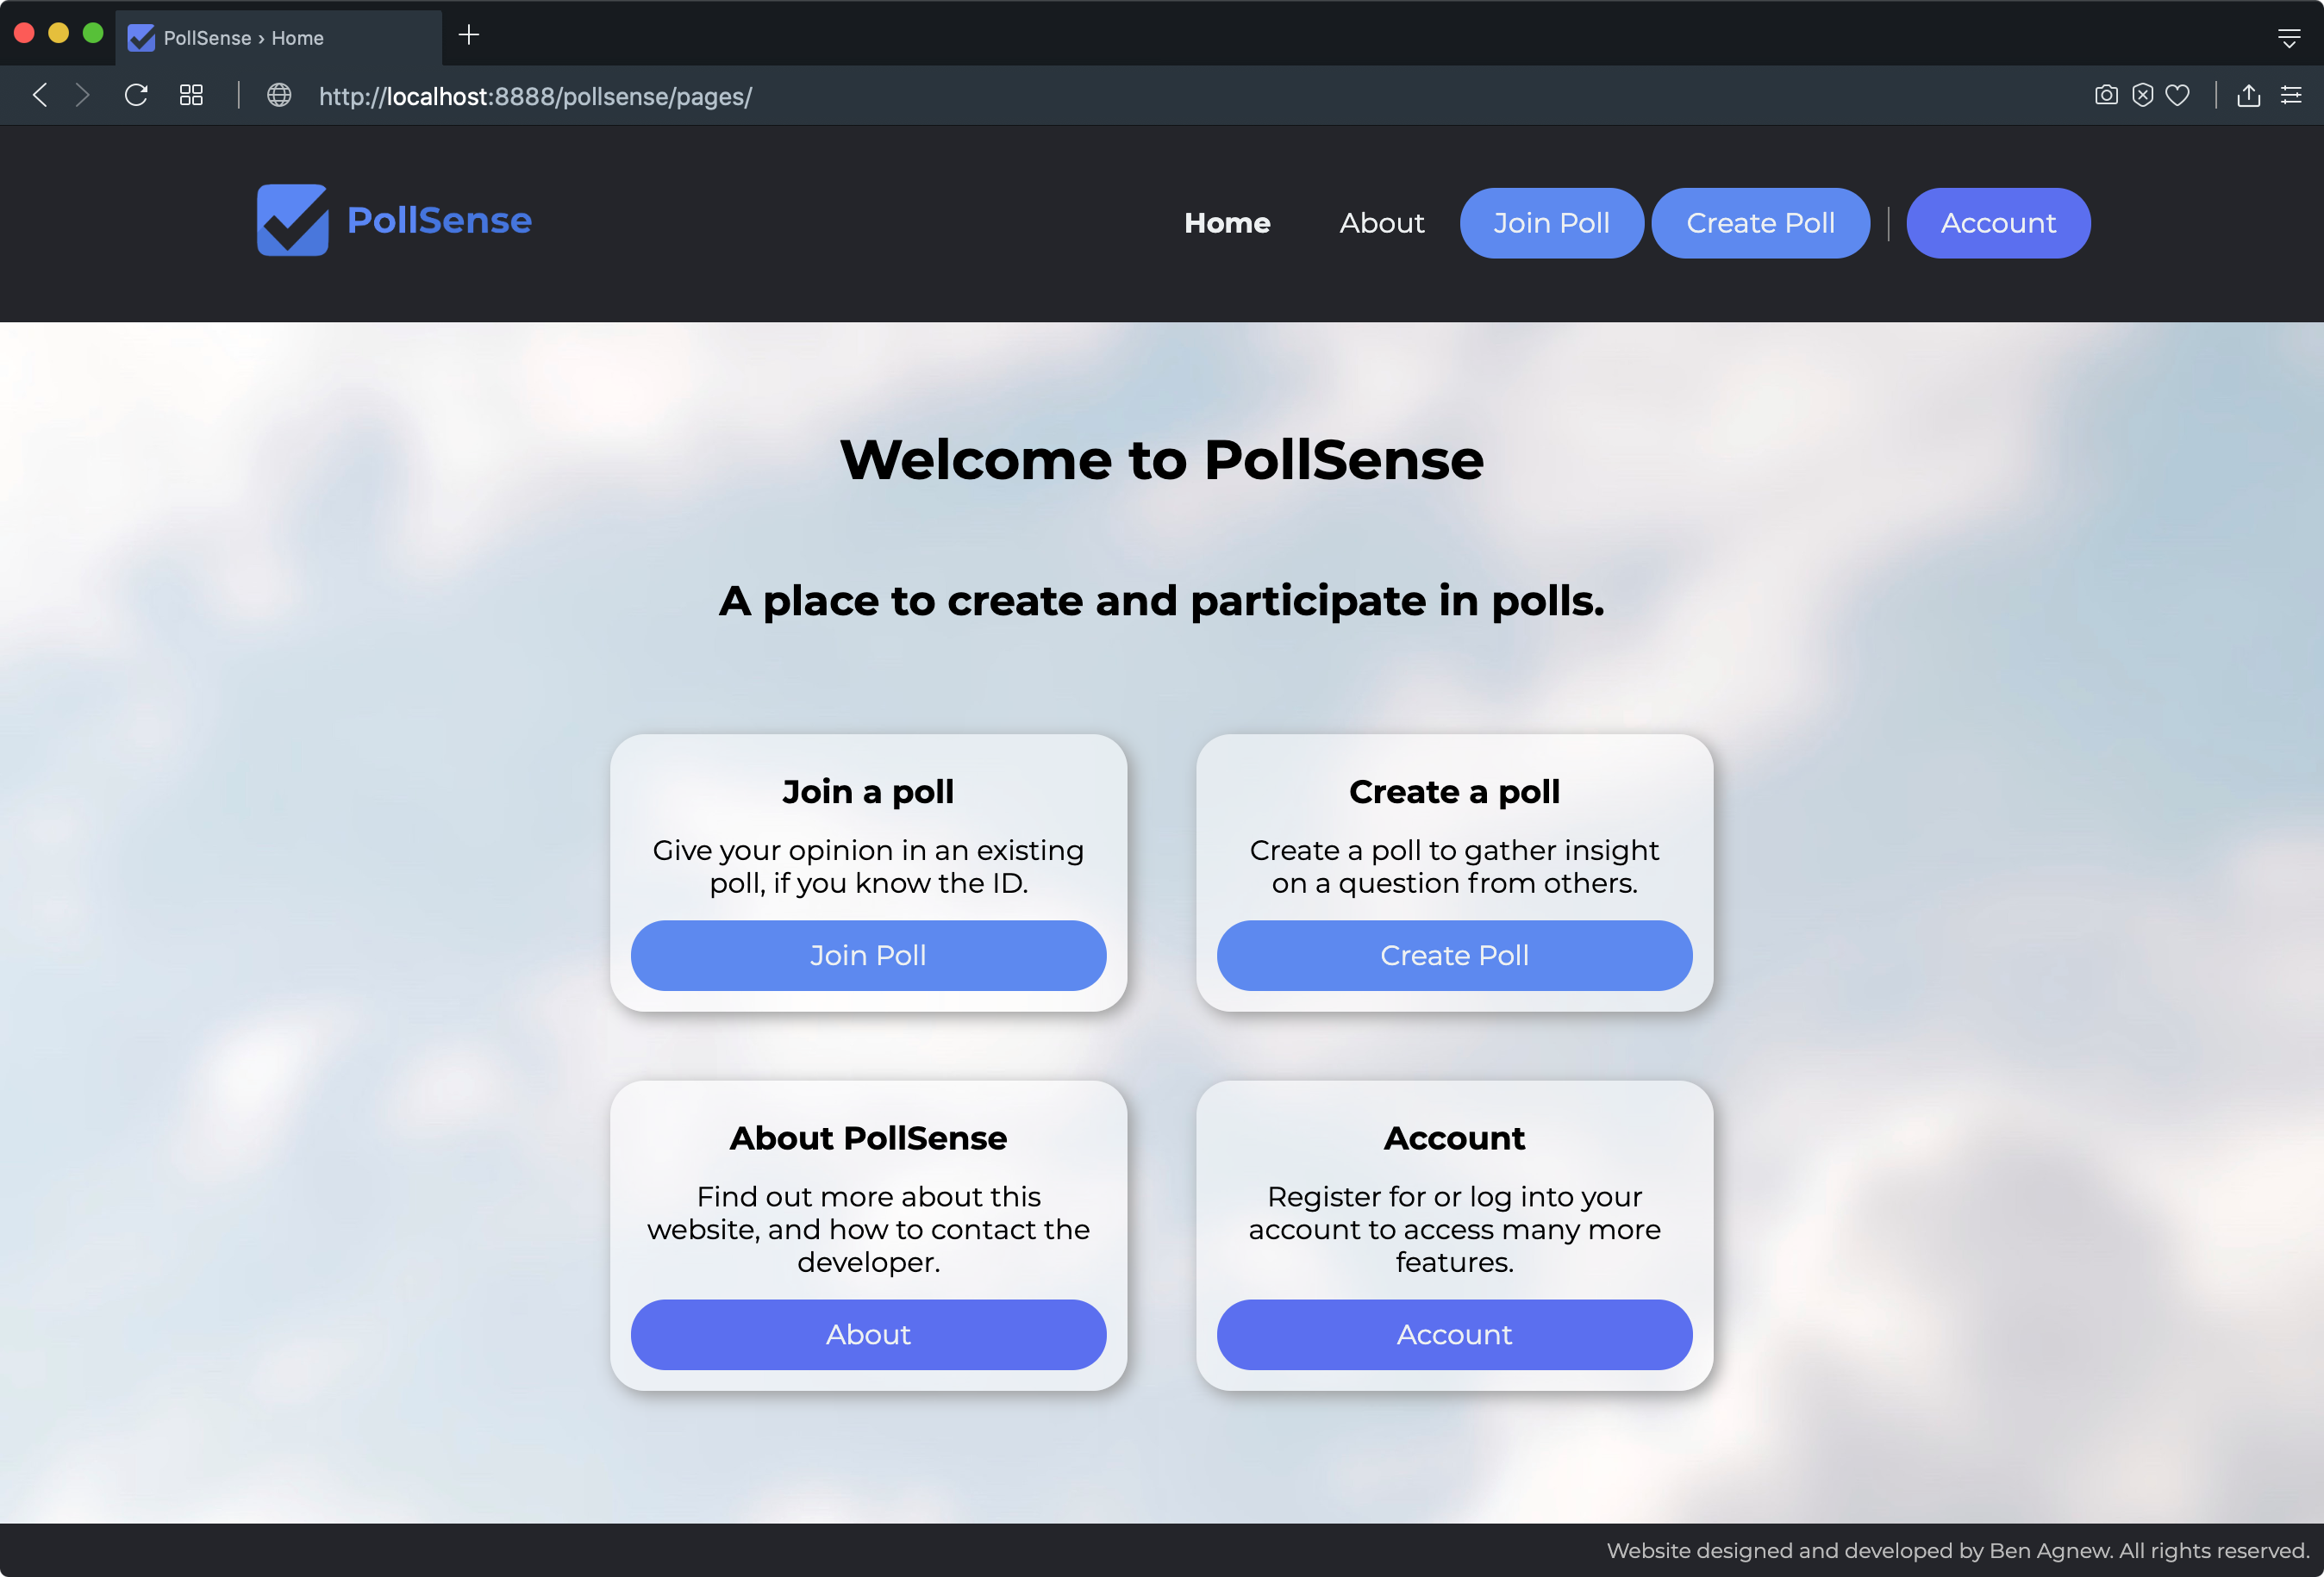 PollSense › Home
http://localhost:8888/pollsense/pages/
PollSense
Home About Join Poll Create Poll Account
Welcome to PollSense
A place to create and participate in polls.
Join a poll
Give your opinion in an existing
poll, if you know the ID.
Join Poll
Create a poll
Create a poll to gather insight
on a question from others.
Create Poll
About PollSense
Find out more about this
website, and how to contact the
developer.
About
Account
Register for or log into your
account to access many more
features.
Account
Website designed and developed by Ben Agnew. All rights reserved.